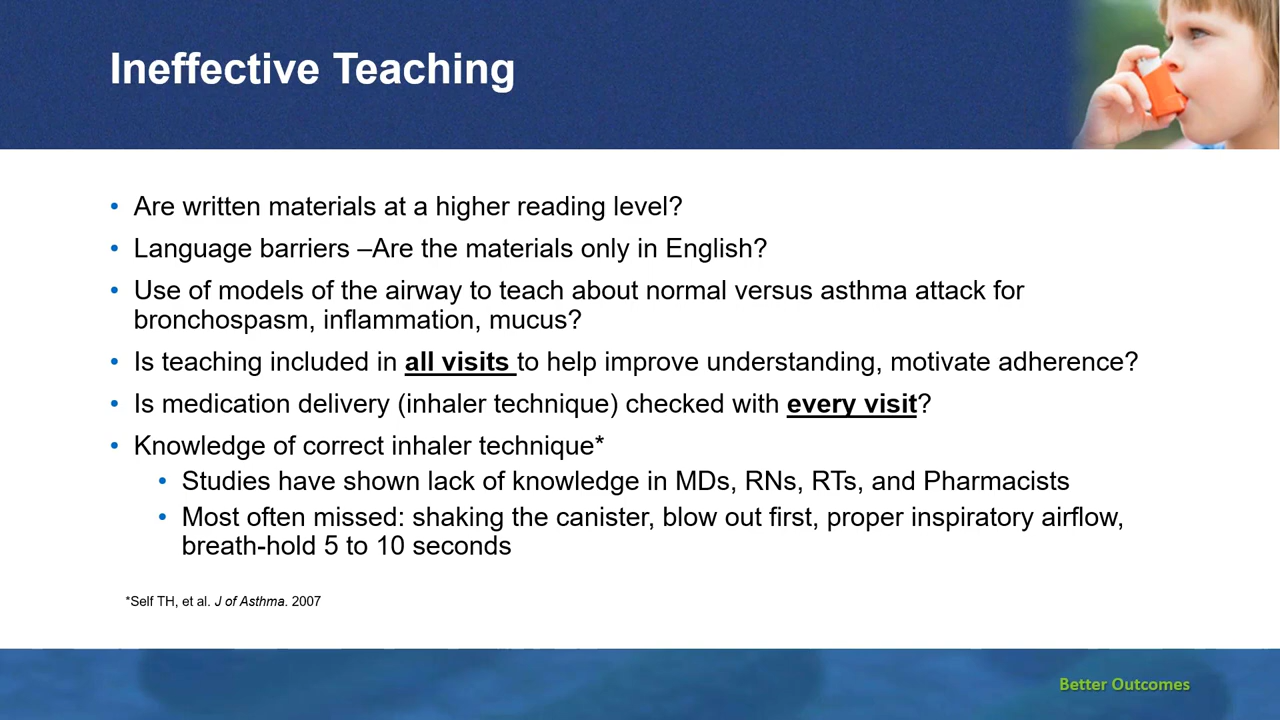 Ineffective Teaching
• Are written materials at a higher reading level?
• Language barriers –Are the materials only in English?
• Use of models of the airway to teach about normal versus asthma attack for
bronchospasm, inflammation, mucus?
• Is teaching included in all visits to help improve understanding, motivate adherence?
• Is medication delivery (inhaler technique) checked with every visit?
• Knowledge of correct inhaler technique*
• Studies have shown lack of knowledge in MDs, RNs, RTs, and Pharmacists
• Most often missed: shaking the canister, blow out first, proper inspiratory airflow,
breath-hold 5 to 10 seconds
*Self TH, et al. J of Asthma. 2007
Better Outcomes